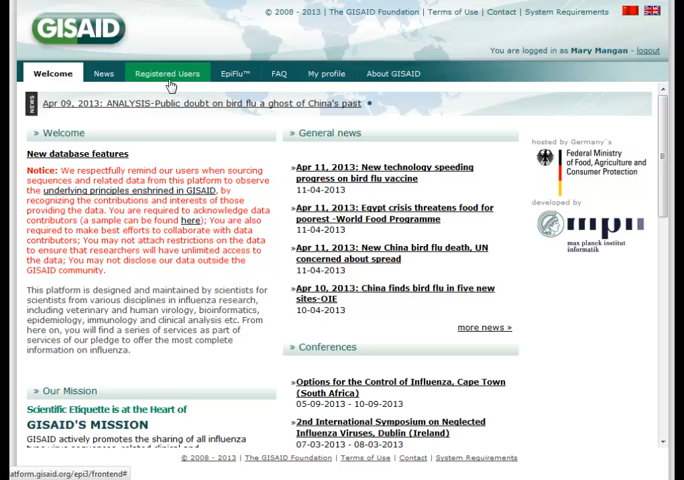 GISAID
© 2008 - 2013 | The GISAID Foundation | Terms of Use | Contact | System Requirements
You are logged in as Mary Mangan - logout
Welcome News Registered Users EpiFlu™ FAQ My profile About GISAID
NEWS
Apr 09, 2013: ANALYSIS-Public doubt on bird flu a ghost of China's past
» Welcome
New database features
Notice: We respectfully remind our users when sourcing
sequences and related data from this platform to observe
the underlying principles enshrined in GISAID, by
recognizing the contributions and interests of those
providing the data. You are required to acknowledge data
contributors (a sample can be found here); You are also
required to make best efforts to collaborate with data
contributors; You may not attach restrictions on the data
to ensure that researchers will have unlimited access to
the data; You may not disclose our data outside the
GISAID community.
This platform is designed and maintained by scientists for
scientists from various disciplines in influenza research,
including veterinary and human virology, bioinformatics,
epidemiology, immunology and clinical analysis etc. From
here on, you will find a series of services as part of
services of our pledge to offer the most complete
information on influenza.
» Our Mission
Scientific Etiquette is at the Heart of
GISAID's MISSION
GISAID actively promotes the sharing of all influenza
» General news
»Apr 11, 2013: New technology speeding
progress on bird flu vaccine
11-04-2013
»Apr 11, 2013: Egypt crisis threatens food for
poorest -World Food Programme
11-04-2013
»Apr 11, 2013: New China bird flu death, UN
concerned about spread
11-04-2013
»Apr 10, 2013: China finds bird flu in five new
sites-OIE
10-04-2013
more news »
» Conferences
»Options for the Control of Influenza, Cape Town
(South Africa)
05-09-2013 - 10-09-2013
»2nd International Symposium on Neglected
Influenza Viruses, Dublin (Ireland)
07-03-2013 - 08-03-2013
hosted by Germany`s
Federal Ministry
of Food, Agriculture and
Consumer Protection
developed by
mpi
max planck institut
informatik
© 2008 - 2013 | The GISAID Foundation | Terms of Use | Contact | System Requirements
atform.gisaid.org/epi3/frontend#